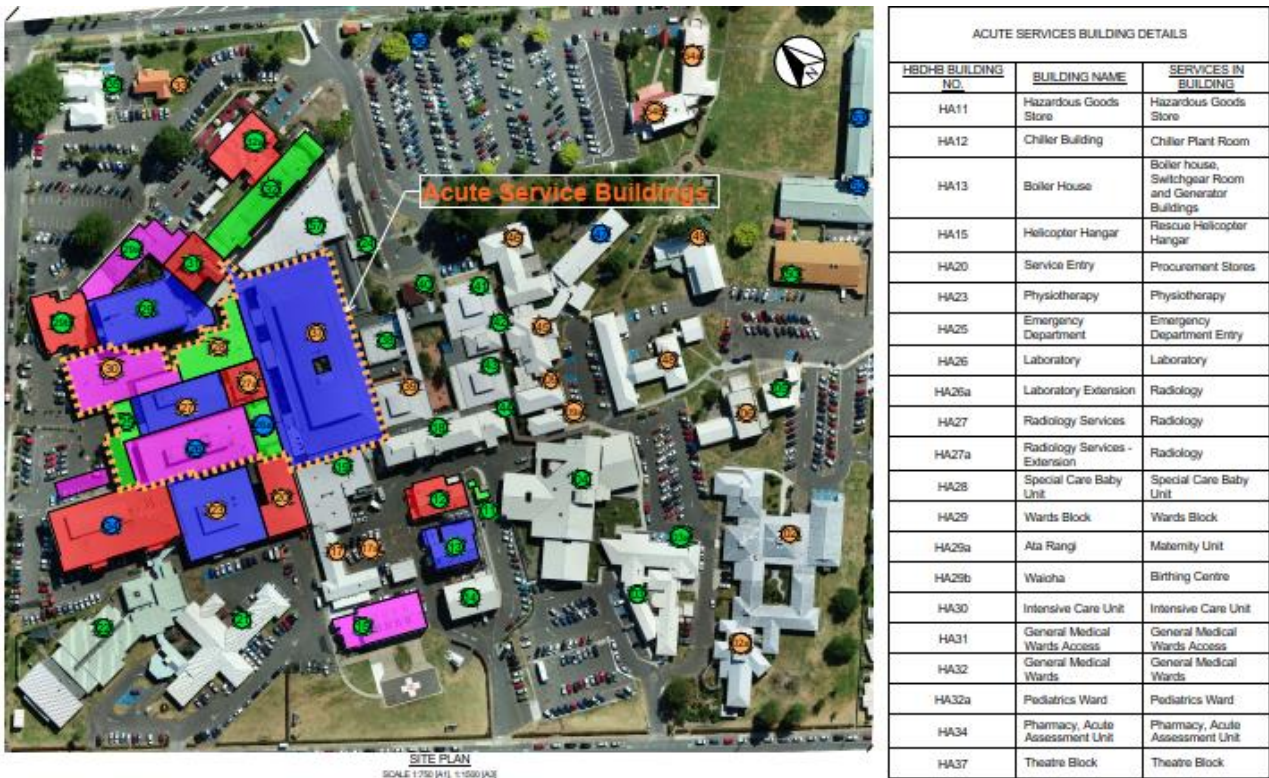 Acute Service Buildings
N
SITE PLAN
SCALE 1:750 [A1], 1:1500 [A3]
ACUTE SERVICES BUILDING DETAILS
HBDHB BUILDING NO.
BUILDING NAME
SERVICES IN BUILDING
HA11
Hazardous Goods
Store
Hazardous Goods
Store
HA12
Chiller Building
Chiller Plant Room
HA13
Boiler House
Boiler house,
Switchgear Room
and Generator
Buildings
HA15
Helicopter Hangar
Rescue Helicopter
Hangar
HA20
Service Entry
Procurement Stores
HA23
Physiotherapy
Physiotherapy
HA25
Emergency
Department
Emergency
Department Entry
HA26
Laboratory
Laboratory
HA26a
Laboratory Extension
Radiology
HA27
Radiology Services
Radiology
HA27a
Radiology Services -
Extension
Radiology
HA28
Special Care Baby
Unit
Special Care Baby
Unit
HA29
Wards Block
Wards Block
HA29a
Ata Rangi
Maternity Unit
HA29b
Waioha
Birthing Centre
HA30
Intensive Care Unit
Intensive Care Unit
HA31
General Medical
Wards Access
General Medical
Wards Access
HA32
General Medical
Wards
General Medical
Wards
HA32a
Pediatrics Ward
Pediatrics Ward
HA34
Pharmacy, Acute
Assessment Unit
Pharmacy, Acute
Assessment Unit
HA37
Theatre Block
Theatre Block